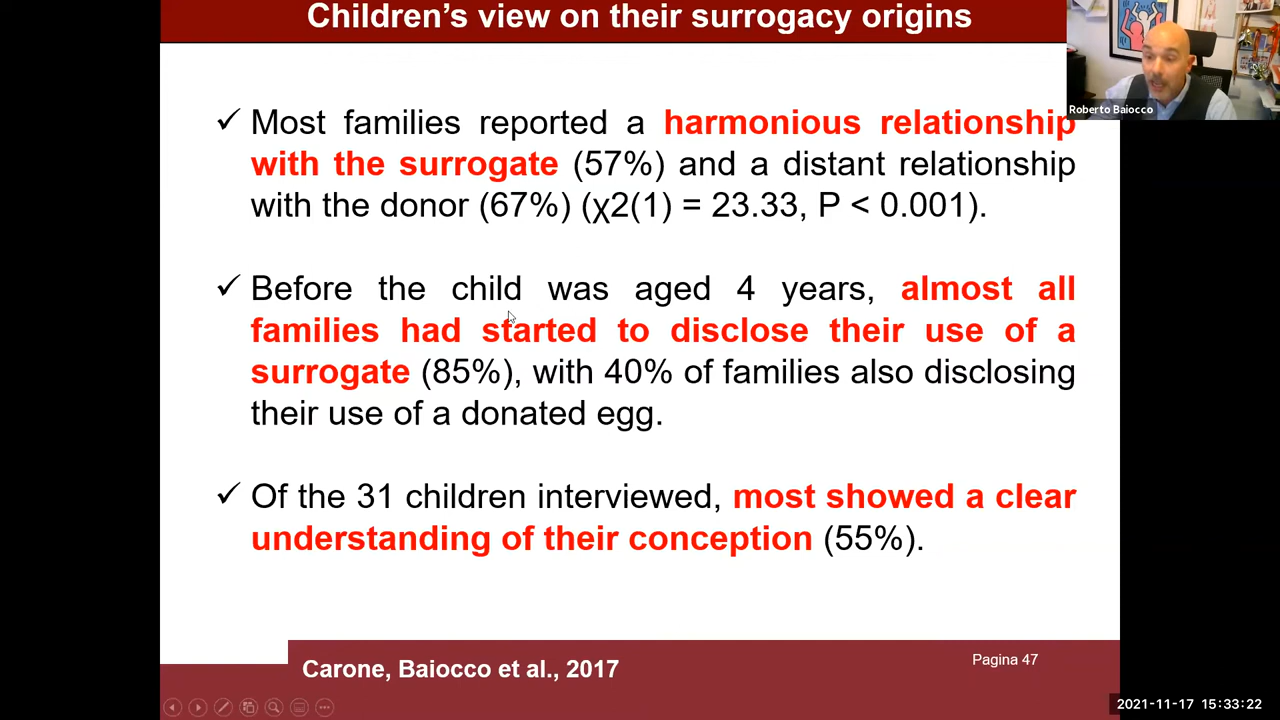 Children's view on their surrogacy origins
Roberto Baiocco
✓ Most families reported a harmonious relationship
with the surrogate (57%) and a distant relationship
with the donor (67%) (χ2(1) = 23.33, P < 0.001).
✓ Before the child was aged 4 years, almost all
families had started to disclose their use of a
surrogate (85%), with 40% of families also disclosing
their use of a donated egg.
✓ Of the 31 children interviewed, most showed a clear
understanding of their conception (55%).
Carone, Baiocco et al., 2017
Pagina 47
2021-11-17 15:33:22